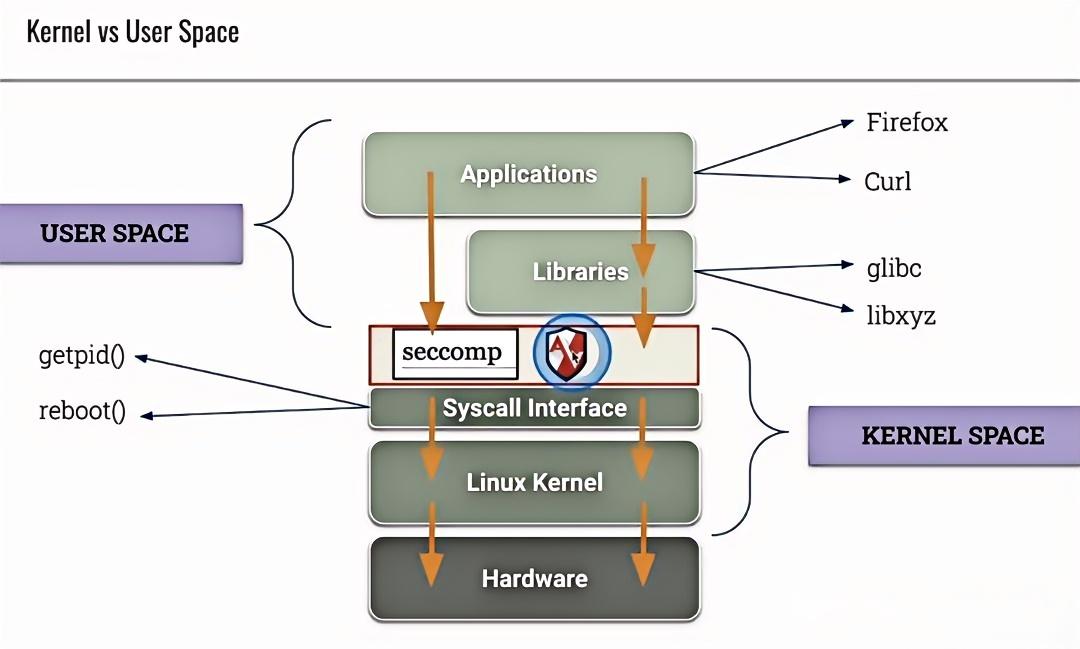 Kernel vs User Space
Applications
Firefox
Curl
USER SPACE
Libraries
glibc
libxyz
seccomp
getpid()
reboot()
Syscall Interface
KERNEL SPACE
Linux Kernel
Hardware